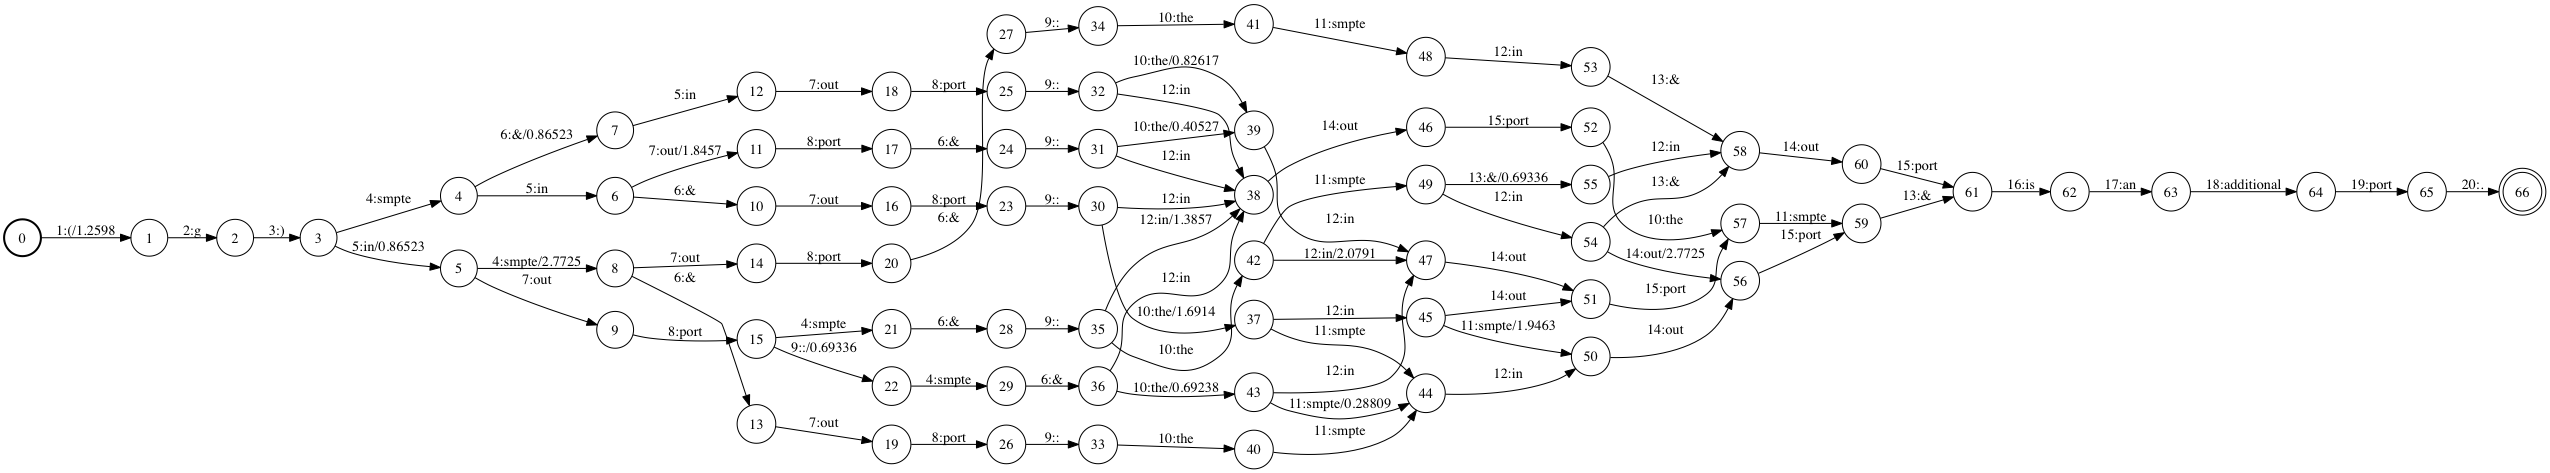 27 9:: 34 10:the 41 11:smpte 48 12:in 53 13:&
12 7:out 18 8:port 25 9:: 32 10:the/0.82617 12:in
5:in 7 6:&/0.86523
7:out/1.8457 11 8:port 17 6:& 24 9:: 31 10:the/0.40527 12:in 39 14:out 46 15:port 52
4:smpte 4 5:in 6 6:& 10 7:out 16 8:port 23 9:: 30 12:in 38 11:smpte 49 13:&/0.69336 55 12:in 58 14:out 60 15:port
12:in 54 13:& 14:out/2.7725 10:the 57 11:smpte 59 13:& 61 16:is 62 17:an 63 18:additional 64 19:port 65 20:. 66
0 1:(/1.2598 1 2:g 2 3:) 3 5:in/0.86523 5 4:smpte/2.7725 8 7:out 14 8:port 20 6:&
7:out 6:& 12:in/1.3857 12:in 42 12:in/2.0791 12:in 47 14:out 15:port 56 15:port
9 8:port 15 4:smpte 21 6:& 28 9:: 35 10:the 10:the/1.6914 37 12:in 11:smpte 45 14:out 11:smpte/1.9463 51 14:out
9::/0.69336 22 4:smpte 29 6:& 36 12:in 10:the/0.69238 43 12:in 11:smpte/0.28809 44 12:in 50
13 7:out 19 8:port 26 9:: 33 10:the 40 11:smpte